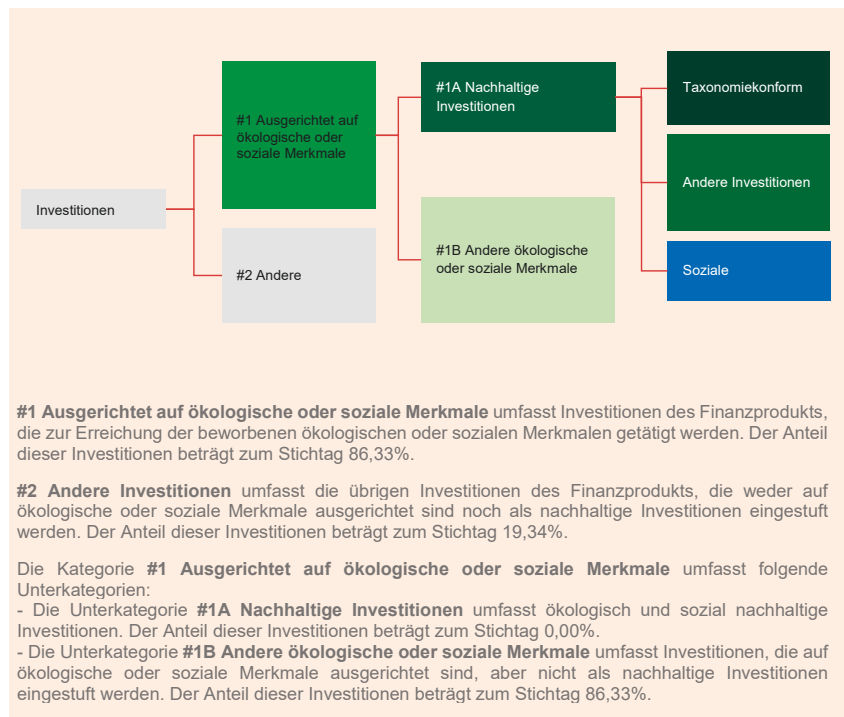 Investitionen
#1 Ausgerichtet auf
ökologische oder
soziale Merkmale
#2 Andere
#1A Nachhaltige
Investitionen
#1B Andere ökologische
oder soziale Merkmale
Taxonomiekonform
Andere Investitionen
Soziale
#1 Ausgerichtet auf ökologische oder soziale Merkmale umfasst Investitionen des Finanzprodukts,
die zur Erreichung der beworbenen ökologischen oder sozialen Merkmalen getätigt werden. Der Anteil
dieser Investitionen beträgt zum Stichtag 86,33%.
#2 Andere Investitionen umfasst die übrigen Investitionen des Finanzprodukts, die weder auf
ökologische oder soziale Merkmale ausgerichtet sind noch als nachhaltige Investitionen eingestuft
werden. Der Anteil dieser Investitionen beträgt zum Stichtag 19,34%.
Die Kategorie #1 Ausgerichtet auf ökologische oder soziale Merkmale umfasst folgende
Unterkategorien:
- Die Unterkategorie #1A Nachhaltige Investitionen umfasst ökologisch und sozial nachhaltige
Investitionen. Der Anteil dieser Investitionen beträgt zum Stichtag 0,00%.
- Die Unterkategorie #1B Andere ökologische oder soziale Merkmale umfasst Investitionen, die auf
ökologische oder soziale Merkmale ausgerichtet sind, aber nicht als nachhaltige Investitionen
eingestuft werden. Der Anteil dieser Investitionen beträgt zum Stichtag 86,33%.